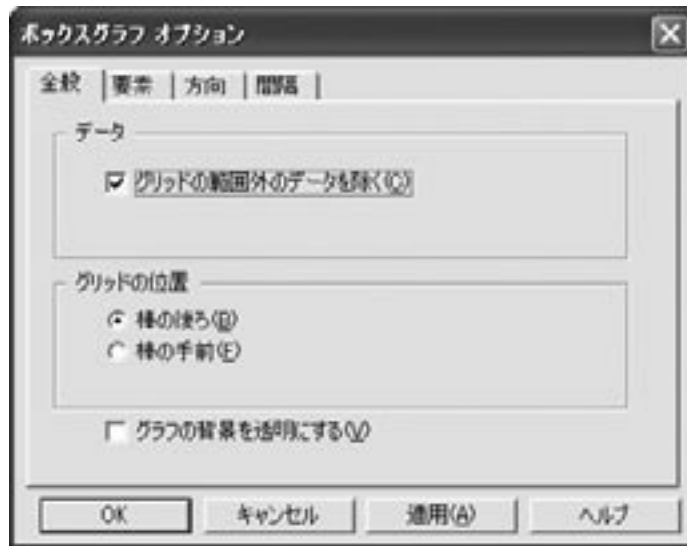 ボックスグラフ オプション
全般 要素 方向 間隔
データ
グリッドの範囲外のデータを除く(C)
グリッドの位置
棒の後ろ(B)
棒の手前(F)
グラフの背景を透明にする(V)
OK キャンセル 適用(A) ヘルプ